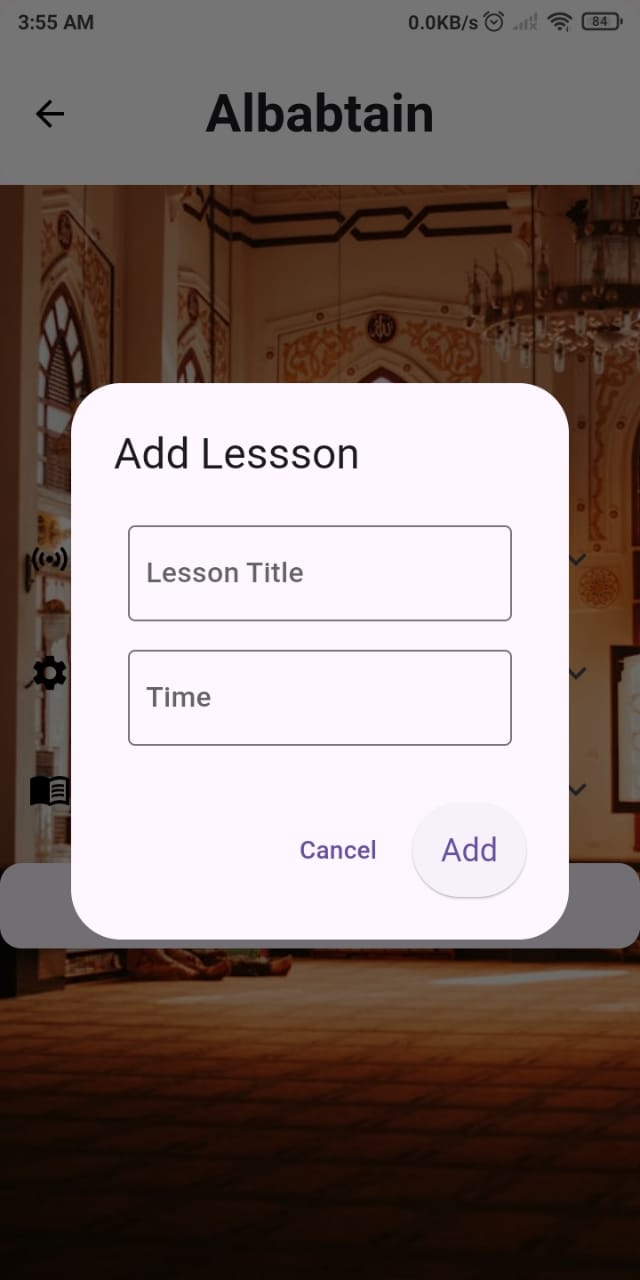 3:55 AM 0.0KB/s 84
Albabtain
Add Lessson
Lesson Title
Time
Cancel Add